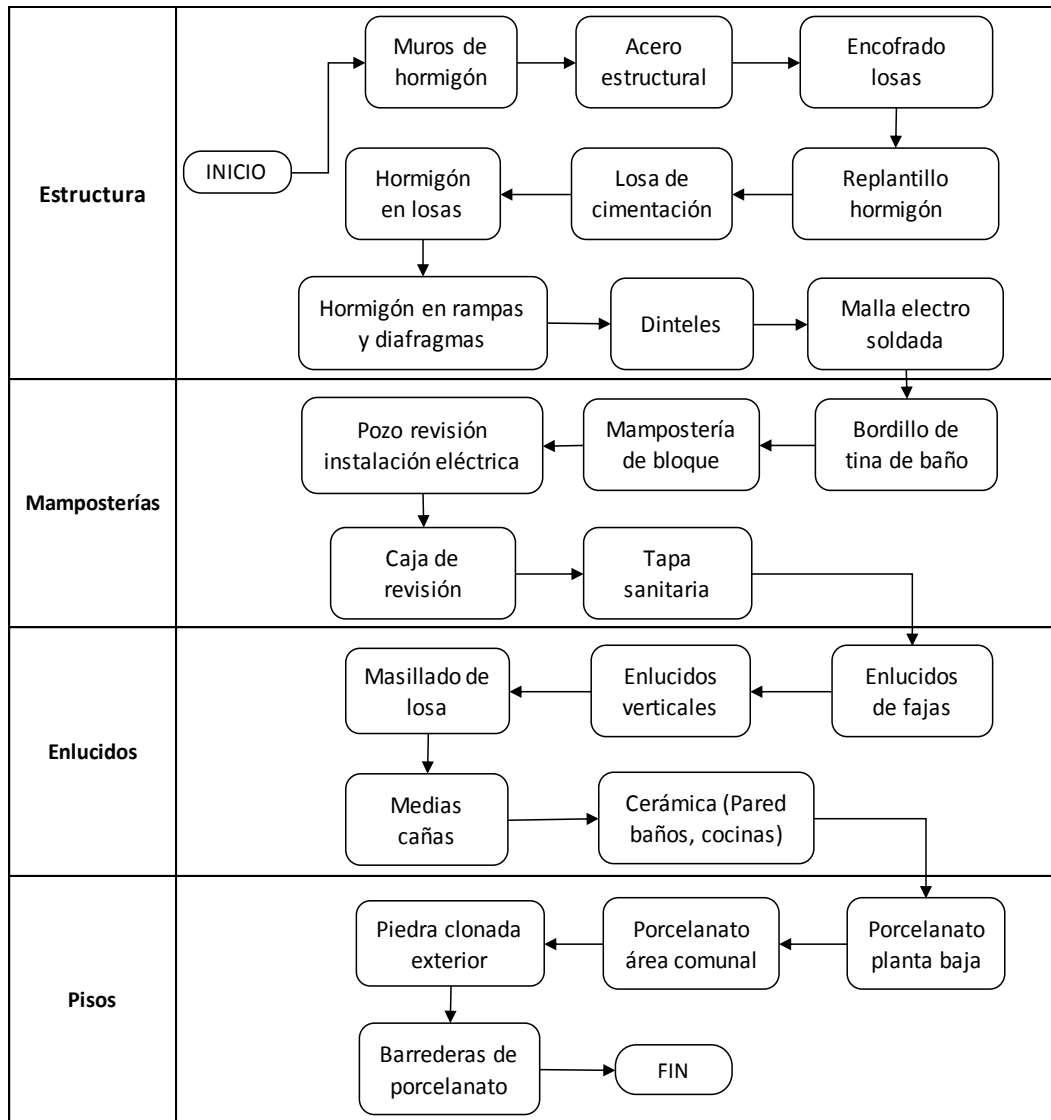 Estructura
INICIO
Muros de
hormigón
Acero
estructural
Encofrado
losas
Replantillo
hormigón
Losa de
cimentación
Hormigón
en losas
Hormigón en rampas
y diafragmas
Dinteles
Malla electro
soldada
Mamposterías
Bordillo de
tina de baño
Mampostería
de bloque
Pozo revisión
instalación eléctrica
Caja de
revisión
Tapa
sanitaria
Enlucidos
Enlucidos
de fajas
Enlucidos
verticales
Masillado de
losa
Medias
cañas
Cerámica (Pared
baños, cocinas)
Pisos
Porcelanato
planta baja
Porcelanato
área comunal
Piedra clonada
exterior
Barrederas de
porcelanato
FIN